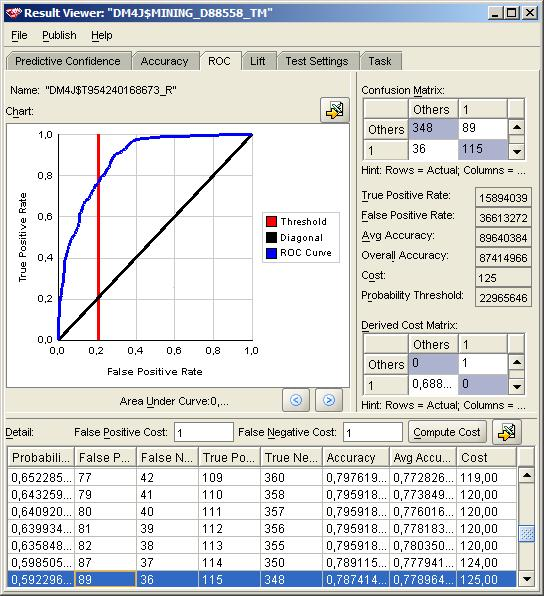 Result Viewer: "DM4J$MINING_D88558_TM"
File Publish Help
Predictive Confidence Accuracy ROC Lift Test Settings Task
Name: "DM4J$T954240168673_R"
Chart:
1,0
0,8
0,6
0,4
0,2
0,0
True Positive Rate
0,0 0,2 0,4 0,6 0,8 1,0
False Positive Rate
Threshold
Diagonal
ROC Curve
Area Under Curve:0,...
Confusion Matrix:
Others 1
Others 348 89
1 36 115
Hint: Rows = Actual; Columns = ...
True Positive Rate: 15894039
False Positive Rate: 36613272
Avg Accuracy: 89640384
Overall Accuracy: 87414966
Cost: 125
Probability Threshold: 22965646
Derived Cost Matrix:
Others 1
Others 0 1
1 0,688... 0
Hint: Rows = Actual; Columns = ...
Detail: False Positive Cost: 1 False Negative Cost: 1 Compute Cost
Probabili... False P... False N... True Po... True Ne... Accuracy Avg Accu... Cost
0,652285... 77 42 109 360 0,797619... 0,772826... 119,00
0,643259... 79 41 110 358 0,795918... 0,773849... 120,00
0,640920... 80 40 111 357 0,795918... 0,776016... 120,00
0,639934... 81 39 112 356 0,795918... 0,778183... 120,00
0,635848... 82 38 113 355 0,795918... 0,780350... 120,00
0,598505... 87 37 114 350 0,789115... 0,777941... 124,00
0,592296... 89 36 115 348 0,787414... 0,778964... 125,00